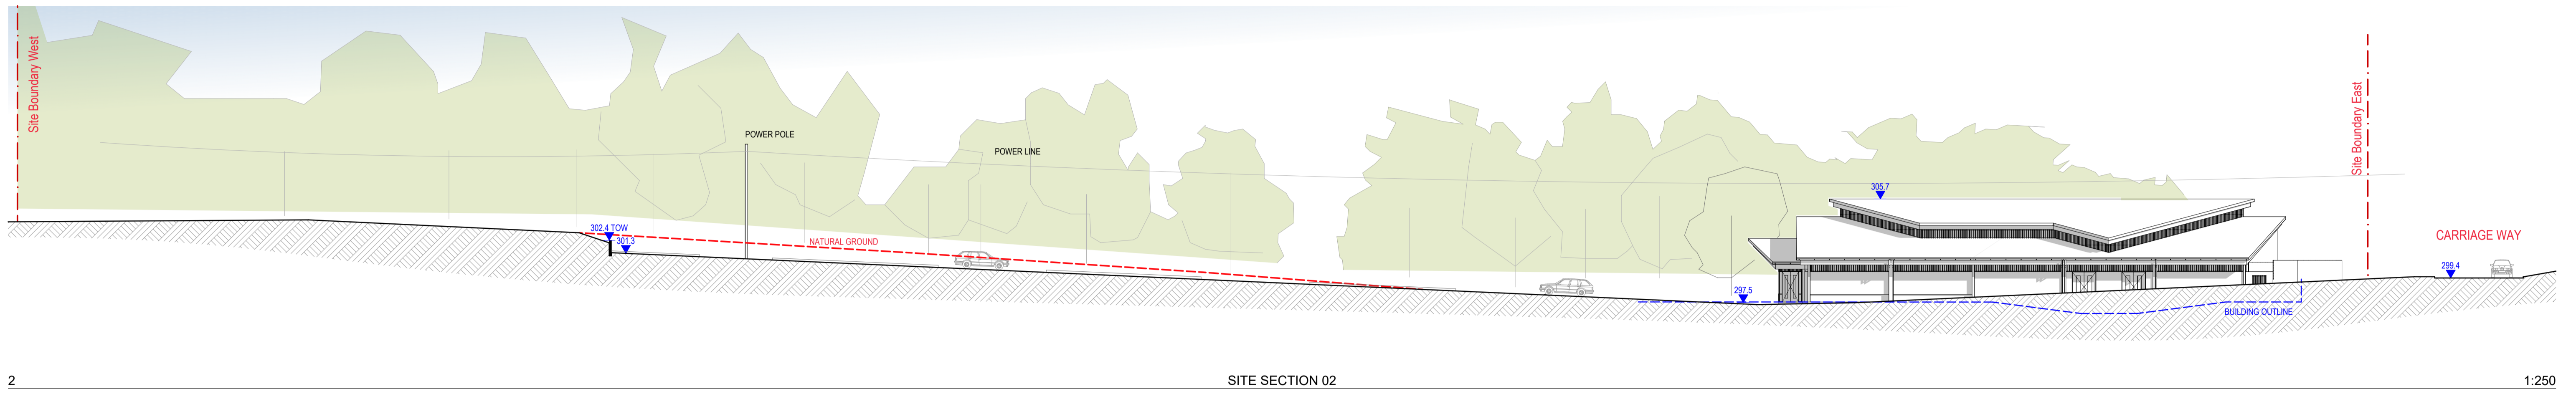 Site Boundary West
POWER POLE
POWER LINE
302.4 TOW
301.3
NATURAL GROUND
305.7
297.5
BUILDING OUTLINE
Site Boundary East
CARRIAGE WAY
299.4
2
SITE SECTION 02
1:250